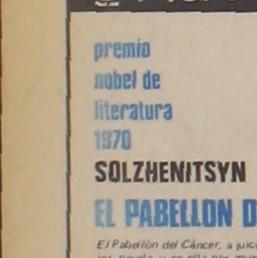 premio
nobel de
literatura
1970
SOLZHENITSYN
EL PABELLON D
El Pabellón del Cáncer, a juic